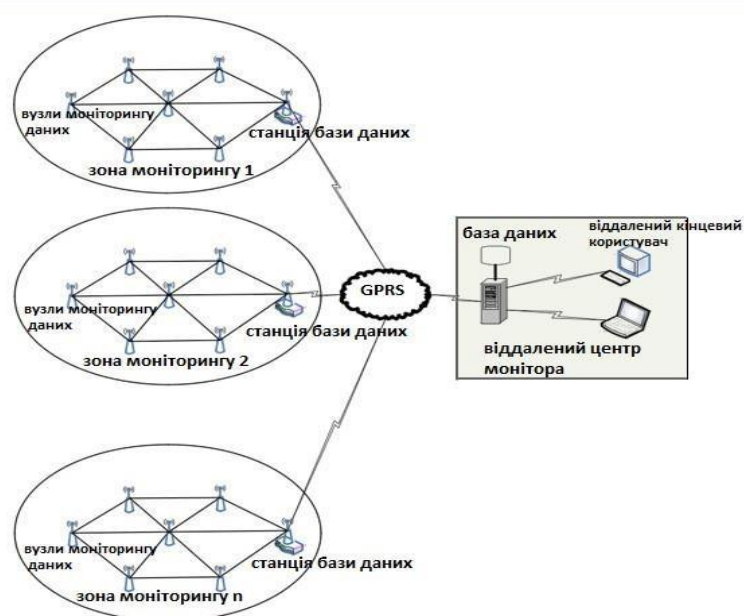 вузли моніторингу
даних
станція бази даних
зона моніторингу 1
вузли моніторингу
даних
станція бази даних
зона моніторингу 2
GPRS
база даних
віддалений кінцевий
користувач
віддалений центр
монітора
вузли моніторингу
даних
станція бази даних
зона моніторингу n